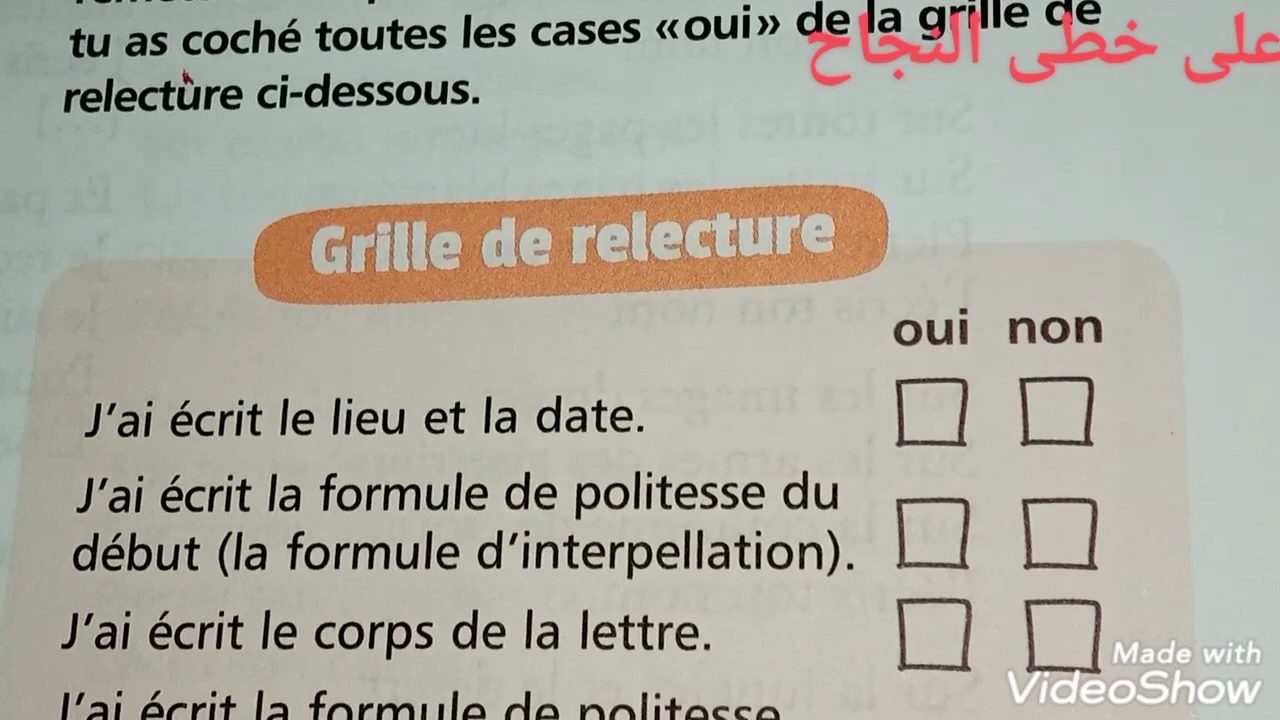 tu as coché toutes les cases «oui» de la grille de
relecture ci-dessous.
على خطى النجاح
Grille de relecture
oui non
J’ai écrit le lieu et la date.
J’ai écrit la formule de politesse du
début (la formule d’interpellation).
J’ai écrit le corps de la lettre.
J’ai écrit la formule de politesse
Made with
VideoShow